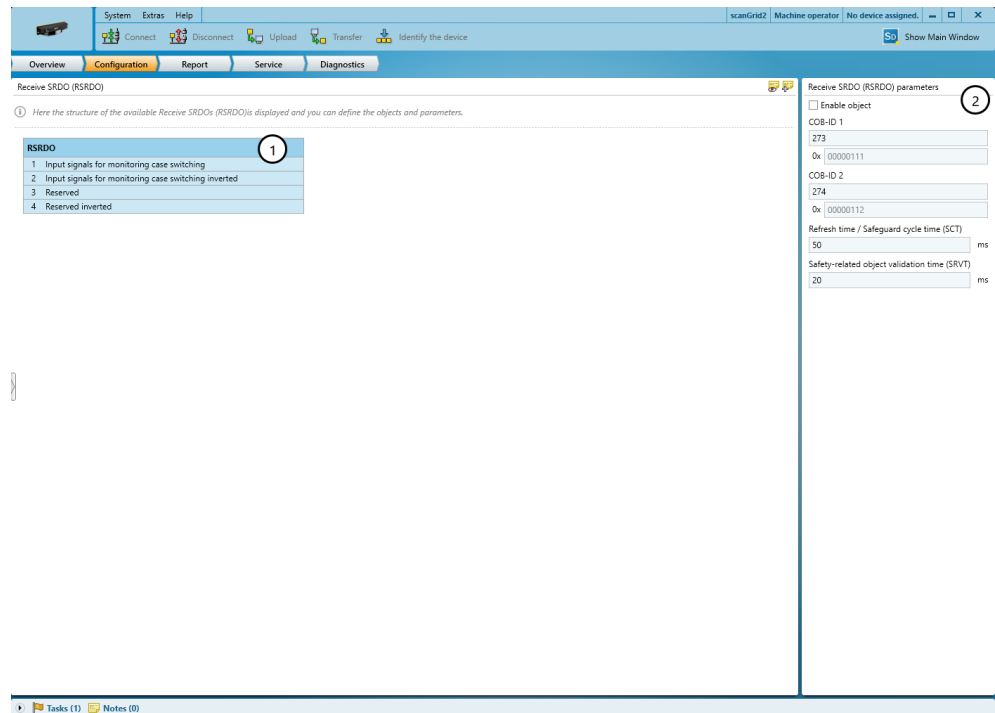 System Extras Help
scanGrid2 Machine operator No device assigned.
Connect Disconnect Upload Transfer Identify the device
SD Show Main Window
Overview Configuration Report Service Diagnostics
Receive SRDO (RSRDO)
Here the structure of the available Receive SRDOs (RSRDO)is displayed and you can define the objects and parameters.
1
RSRDO
1 Input signals for monitoring case switching
2 Input signals for monitoring case switching inverted
3 Reserved
4 Reserved inverted
Receive SRDO (RSRDO) parameters
2
Enable object
COB-ID 1
273
0x 00000111
COB-ID 2
274
0x 00000112
Refresh time / Safeguard cycle time (SCT)
50 ms
Safety-related object validation time (SRVT)
20 ms
Tasks (1) Notes (0)